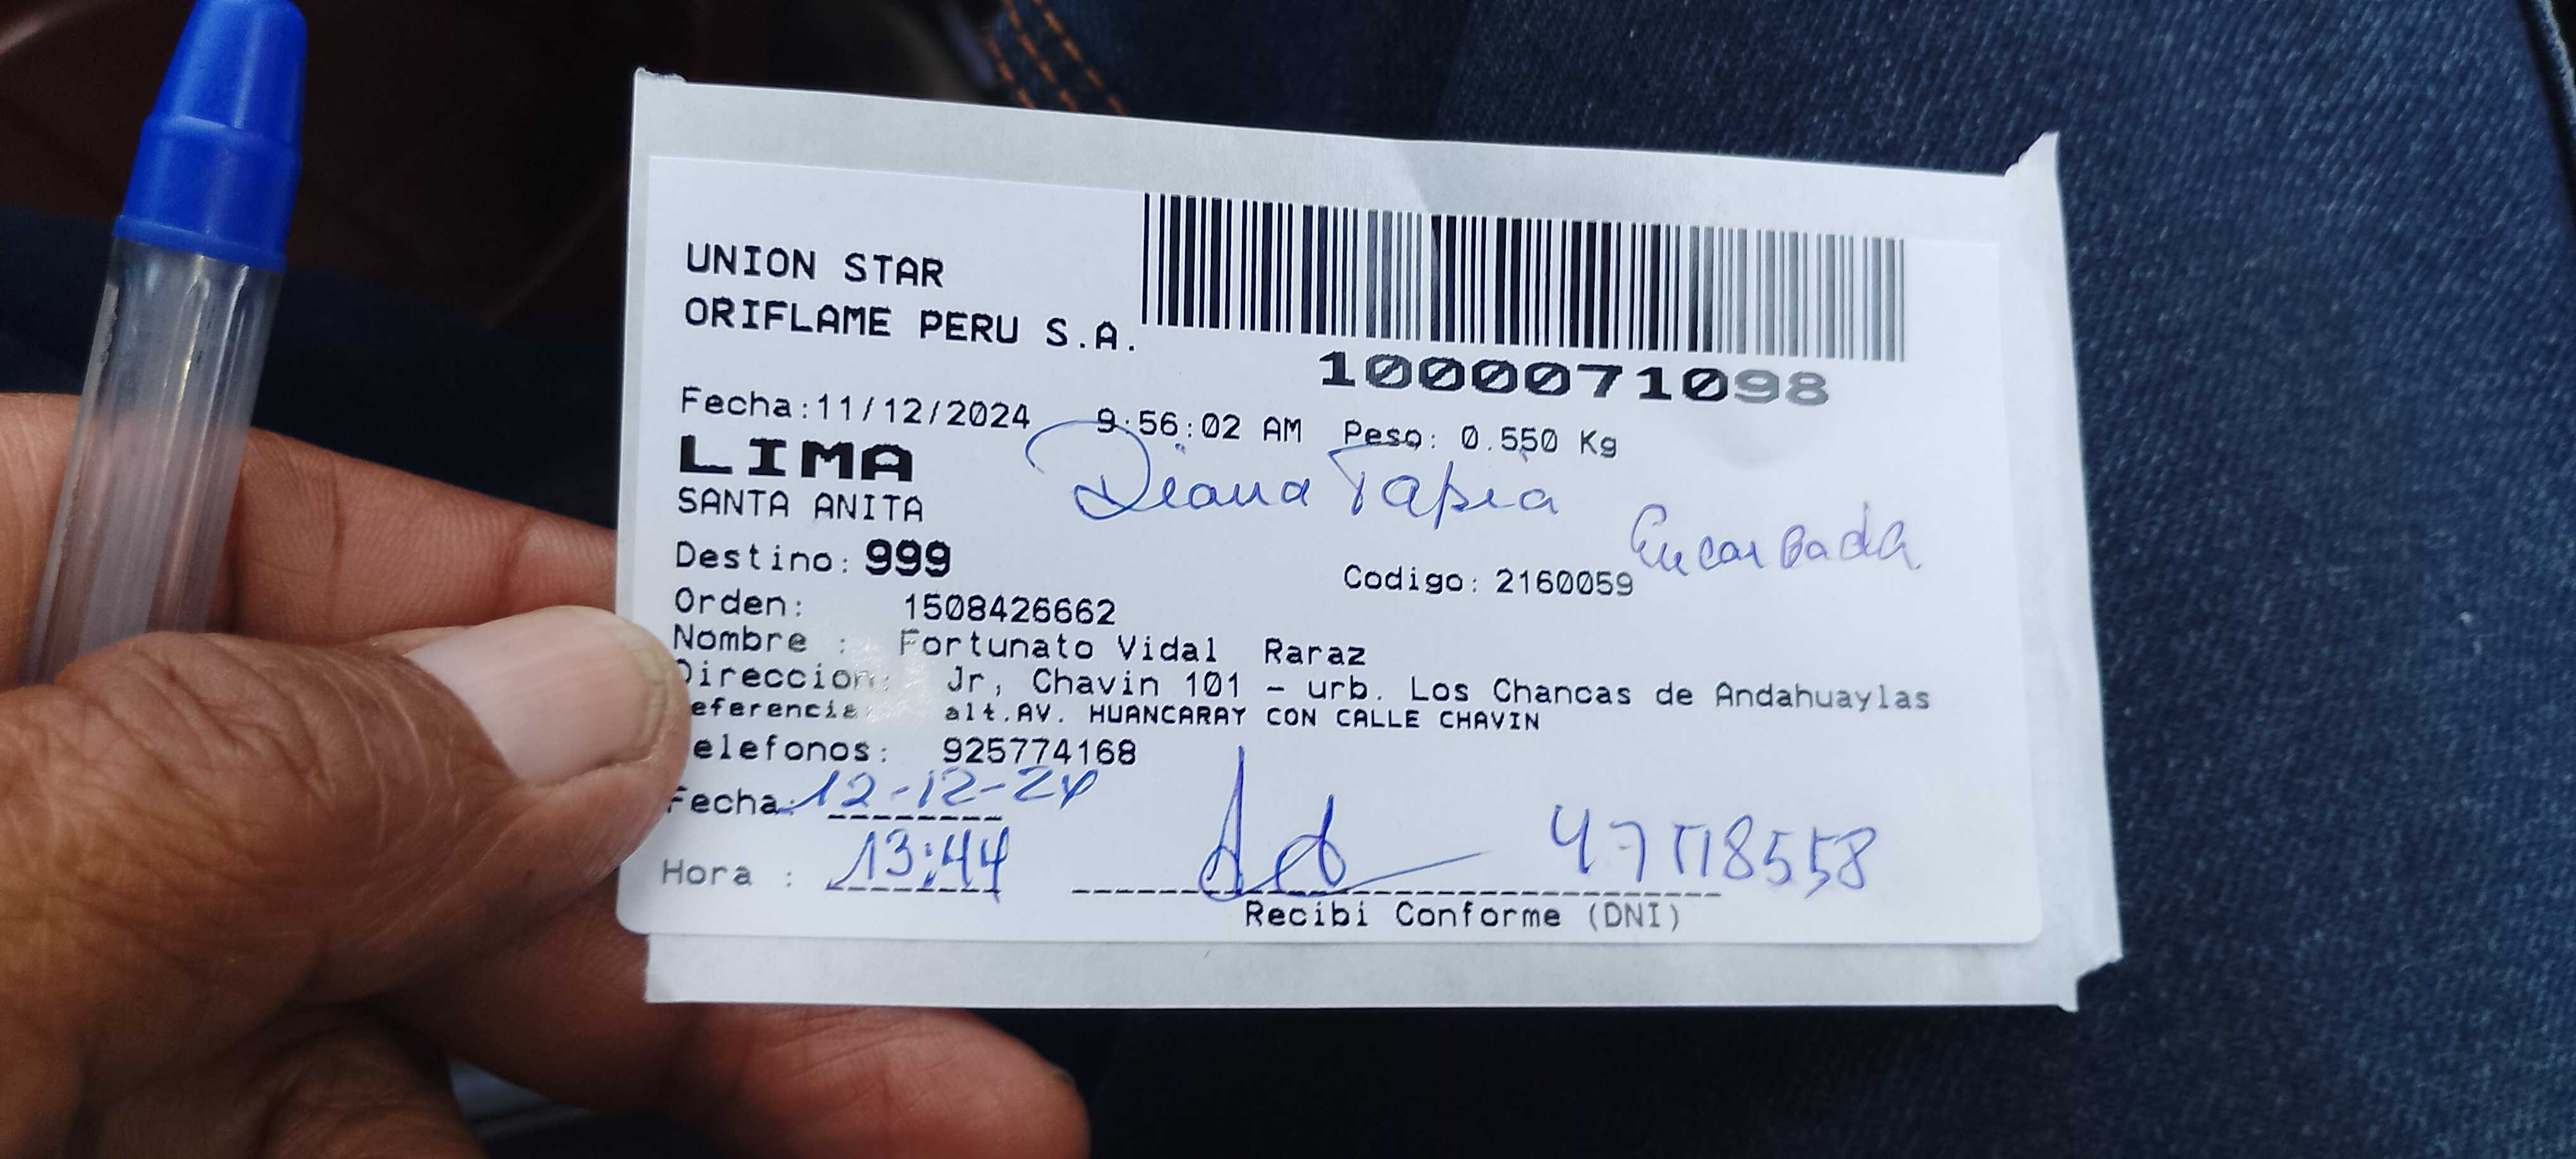 UNION STAR
ORIFLAME PERU S.A.
1000071098
Fecha:11/12/2024 9:56:02 AM Peso: 0.550 Kg
LIMA
Diana Tapia
SANTA ANITA
Encargada
Destino: 999
Codigo: 2160059
Orden: 1508426662
Nombre : Fortunato Vidal Raraz
Direccion: Jr, Chavin 101 - urb. Los Chancas de Andahuaylas
eferencia: alt.AV. HUANCARAY CON CALLE CHAVIN
elefonos: 925774168
Fecha: 12-12-24
Hora : 13:44
Recibi Conforme (DNI)